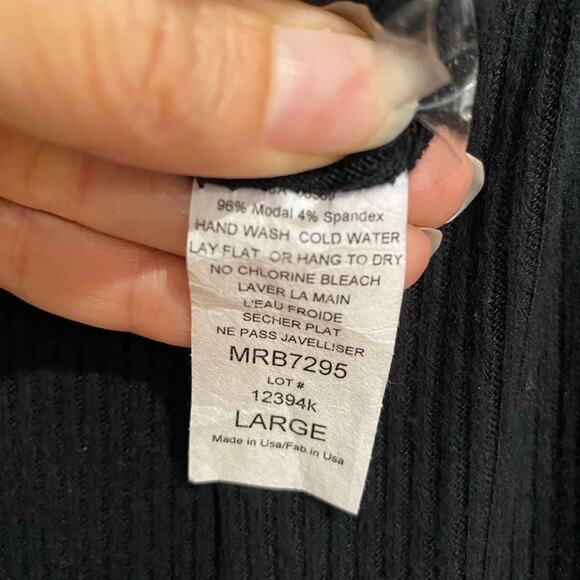 96% Modal 4% Spandex
HAND WASH COLD WATER
LAY FLAT OR HANG TO DRY
NO CHLORINE BLEACH
LAVER LA MAIN
L'EAU FROIDE
SECHER PLAT
NE PASS JAVELLISER
MRB7295
LOT #
12394k
LARGE
Made in Usa/Fab.in Usa